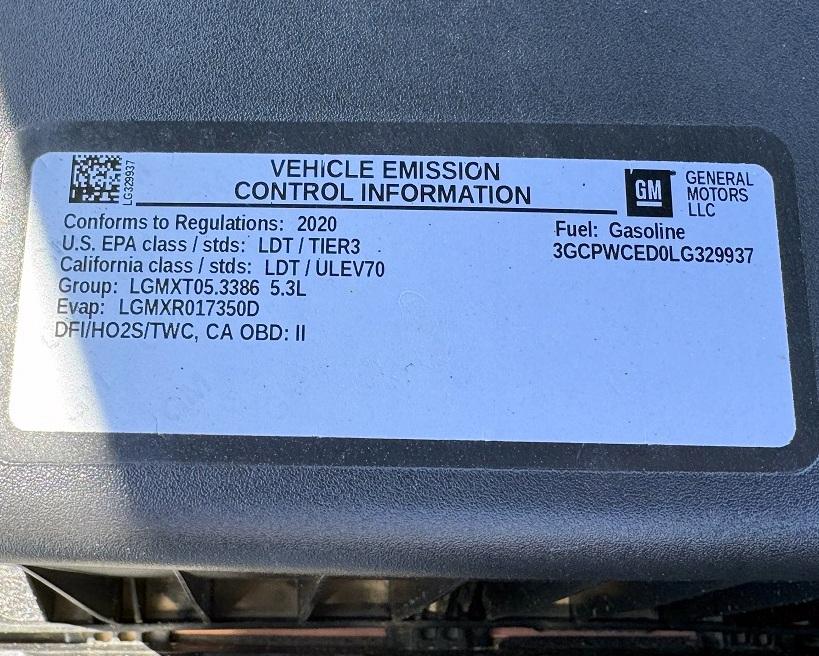 LG329937
VEHICLE EMISSION
CONTROL INFORMATION
GM
GENERAL
MOTORS
LLC
Conforms to Regulations: 2020
U.S. EPA class / stds: LDT / TIER3
California class / stds: LDT / ULEV70
Group: LGMXT05.3386 5.3L
Evap: LGMXR017350D
DFI/HO2S/TWC, CA OBD: II
Fuel: Gasoline
3GCPWCED0LG329937